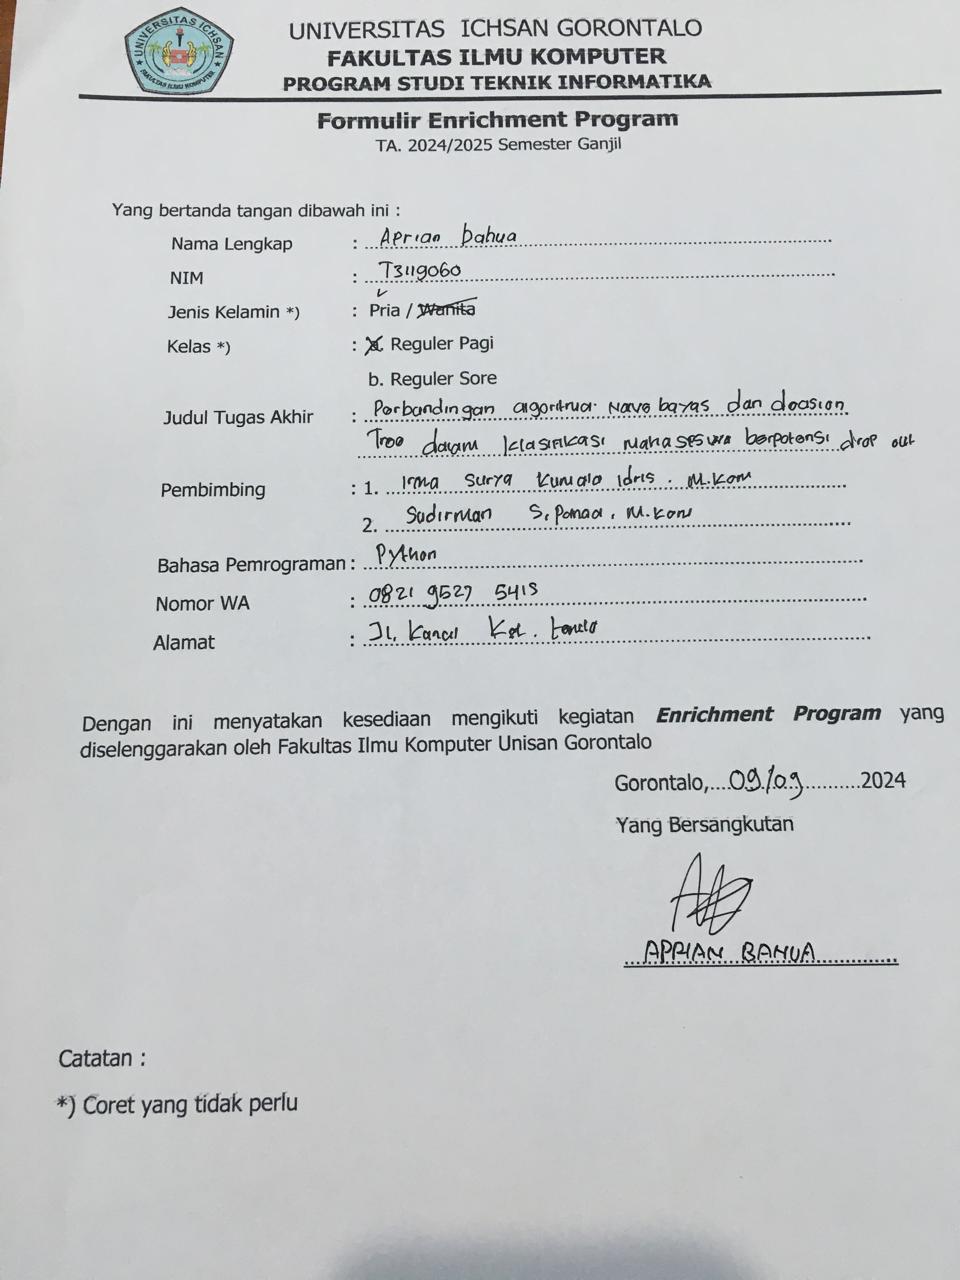 UNIVERSITAS ICHSAN GORONTALO
FAKULTAS ILMU KOMPUTER
PROGRAM STUDI TEKNIK INFORMATIKA
UNIVERSITAS ICHSAN
FAKULTAS ILMU KOMPUTER
Formulir Enrichment Program
TA. 2024/2025 Semester Ganjil
Yang bertanda tangan dibawah ini :
Nama Lengkap : Aprian bahua
NIM : T3119060
Jenis Kelamin *) : Pria / Wanita
Kelas *) : a. Reguler Pagi
b. Reguler Sore
Judul Tugas Akhir : Perbandingan algoritma Naive bayes dan decision
Tree dalam klasifikasi mahasiswa berpotensi drop out
Pembimbing : 1. Irma Surya Kumala Idris. M.Kom
2. Sudirman S. Panna, M.Kom
Bahasa Pemrograman : Python
Nomor WA : 0821 9527 5415
Alamat : Jl. Kancil Kel.
Dengan ini menyatakan kesediaan mengikuti kegiatan Enrichment Program yang
diselenggarakan oleh Fakultas Ilmu Komputer Unisan Gorontalo
Gorontalo,....09/09..........2024
Yang Bersangkutan
APRIAN BAHUA
Catatan :
*) Coret yang tidak perlu